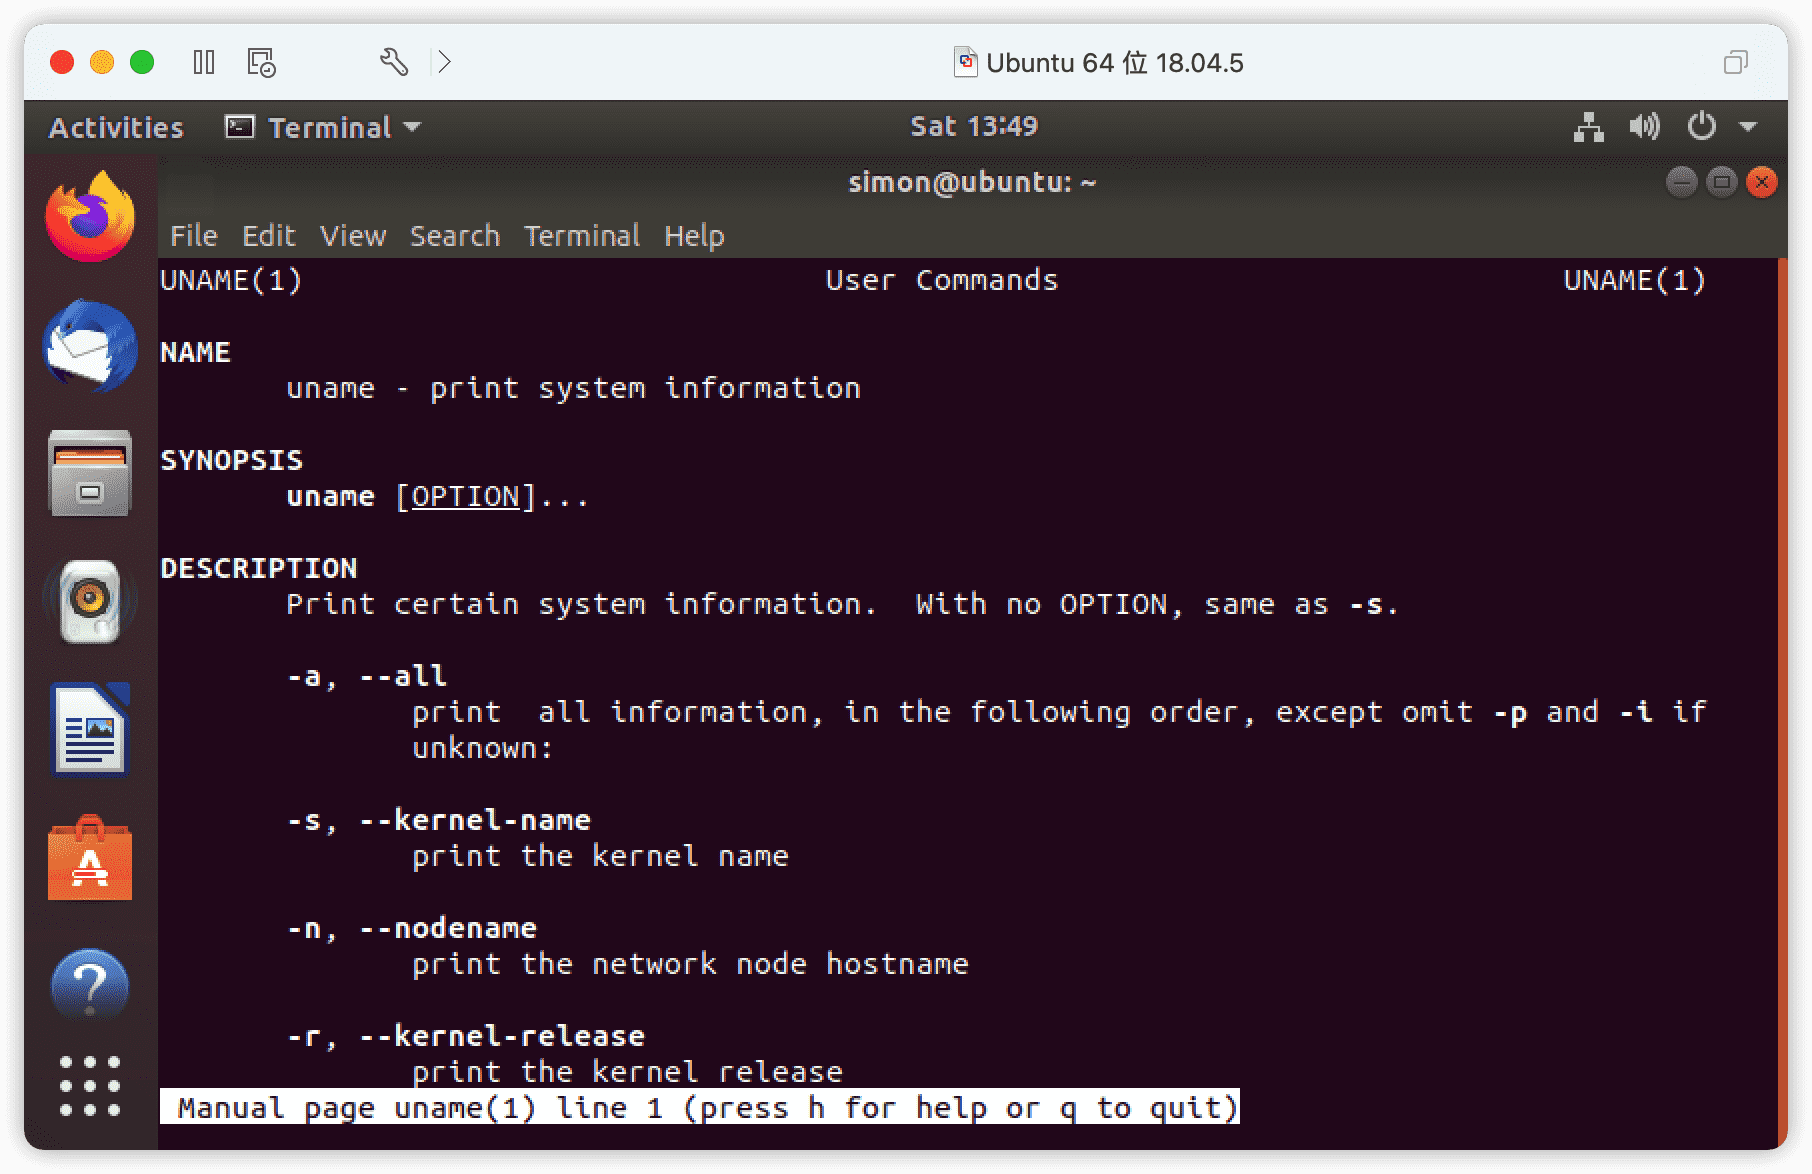 Ubuntu 64 位 18.04.5
Activities Terminal Sat 13:49
simon@ubuntu: ~
File Edit View Search Terminal Help
UNAME(1) User Commands UNAME(1)
NAME
uname - print system information
SYNOPSIS
uname [OPTION]...
DESCRIPTION
Print certain system information.  With no OPTION, same as -s.
-a, --all
print  all information, in the following order, except omit -p and -i if
unknown:
-s, --kernel-name
print the kernel name
-n, --nodename
print the network node hostname
-r, --kernel-release
print the kernel release
Manual page uname(1) line 1 (press h for help or q to quit)